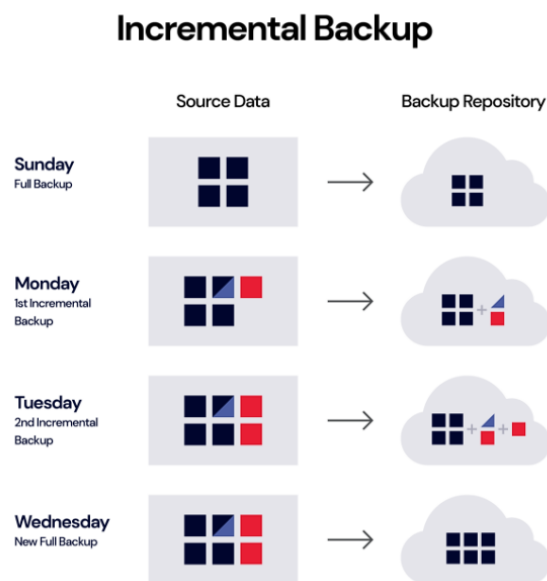 Incremental Backup
Source Data
Backup Repository
Sunday
Full Backup
Monday
1st Incremental
Backup
+
Tuesday
2nd Incremental
Backup
+ +
Wednesday
New Full Backup